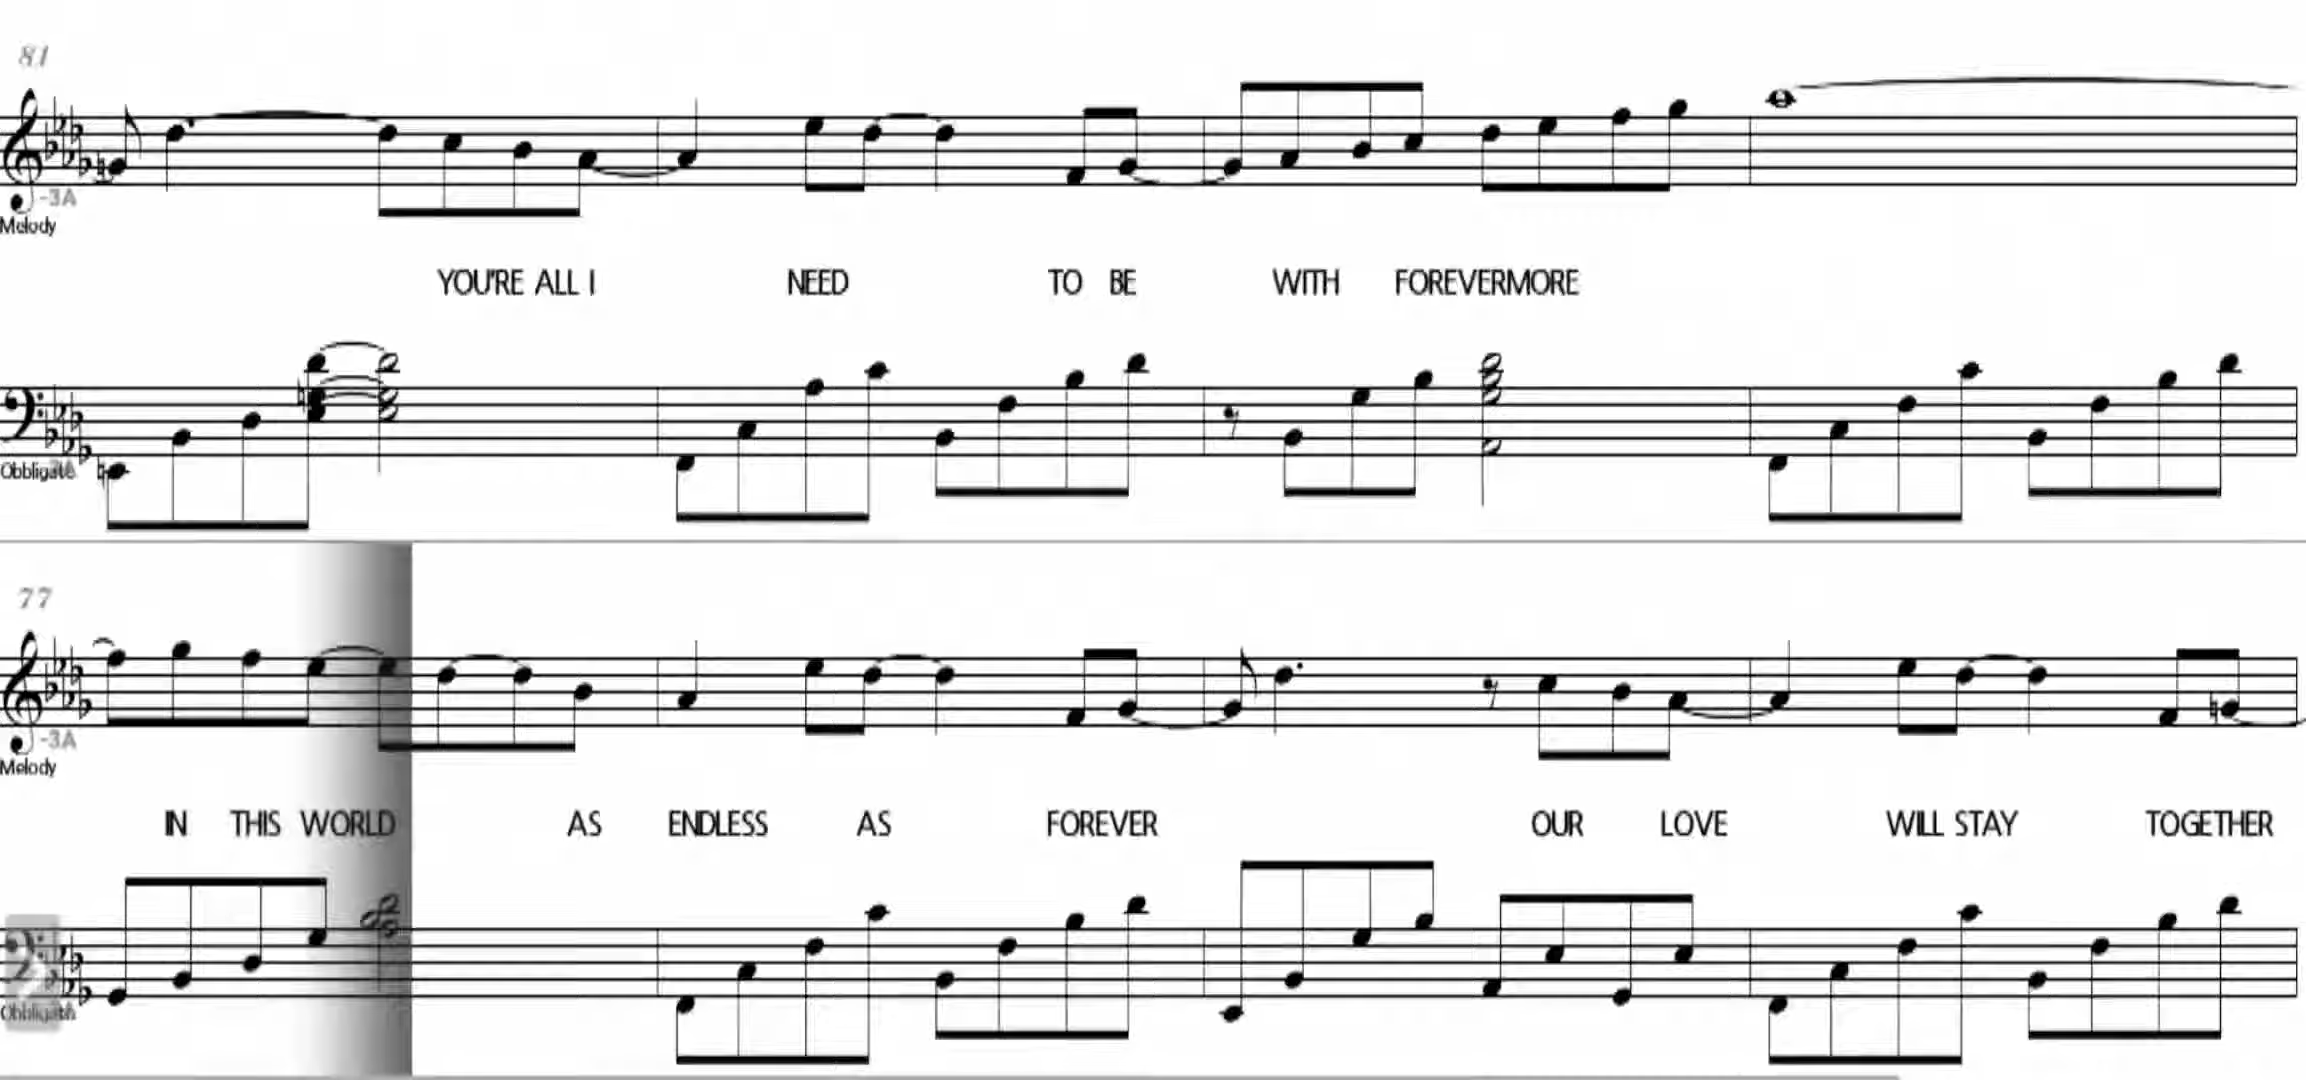 81
-3A
Melody
YOU'RE ALL I NEED TO BE WITH FOREVERMORE
Obbligato
77
-3A
Melody
IN THIS WORLD AS ENDLESS AS FOREVER OUR LOVE WILL STAY TOGETHER
Obbligato